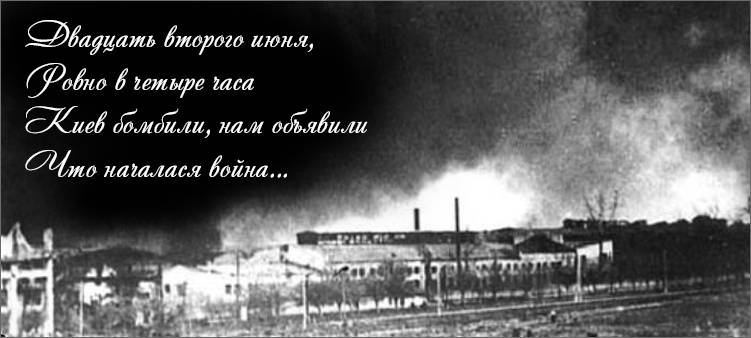 Двадцать второго июня,
Ровно в четыре часа
Киев бомбили, нам объявили
Что началася война...